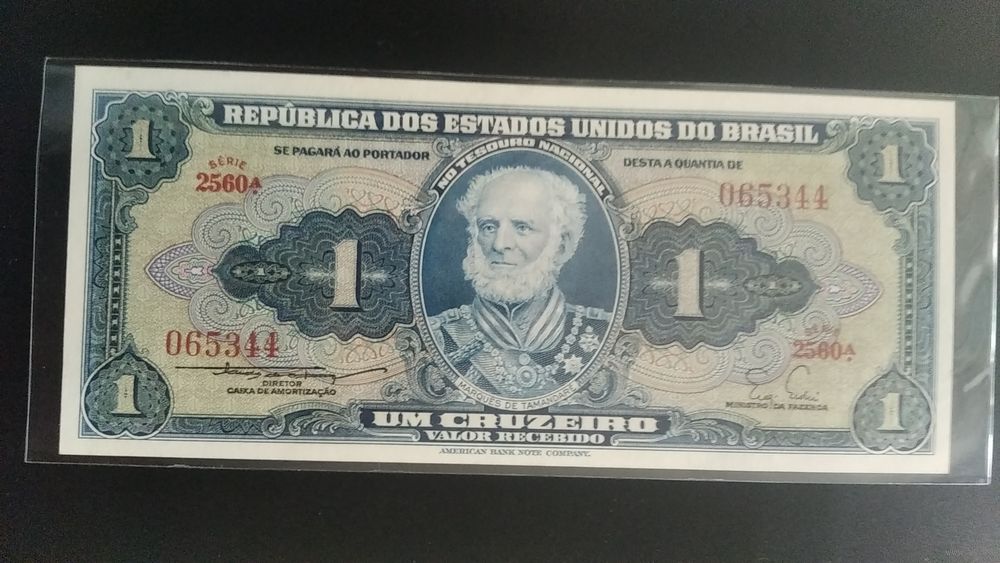 1
REPÚBLICA DOS ESTADOS UNIDOS DO BRASIL
1
SE PAGARÁ AO PORTADOR
NO TESOURO NACIONAL
DESTA A QUANTIA DE
SÉRIE
2560A
065344
1
1
065344
SÉRIE
2560A
DIRETOR
CAIXA DE AMORTIZAÇÃO
MINISTRO DA FAZENDA
MARQUES DE TAMANDARÉ
1
UM CRUZEIRO
1
VALOR RECEBIDO
AMERICAN BANK NOTE COMPANY.